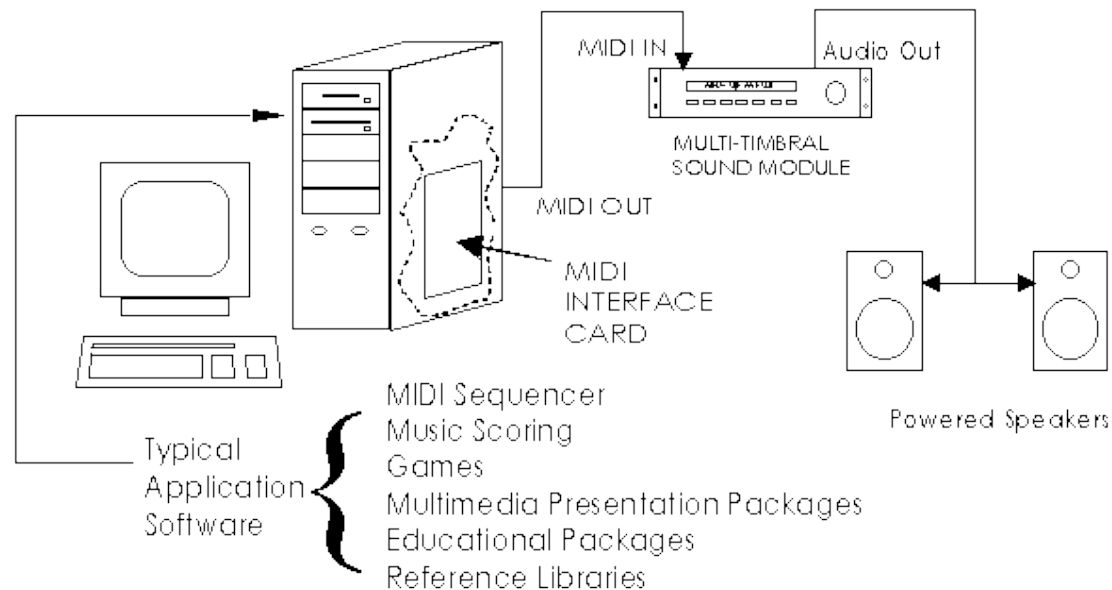 MIDI IN
Audio Out
MULTI-TIMBRAL
SOUND MODULE
MIDI OUT
MIDI
INTERFACE
CARD
Powered Speakers
Typical
Application
Software
MIDI Sequencer
Music Scoring
Games
Multimedia Presentation Packages
Educational Packages
Reference Libraries